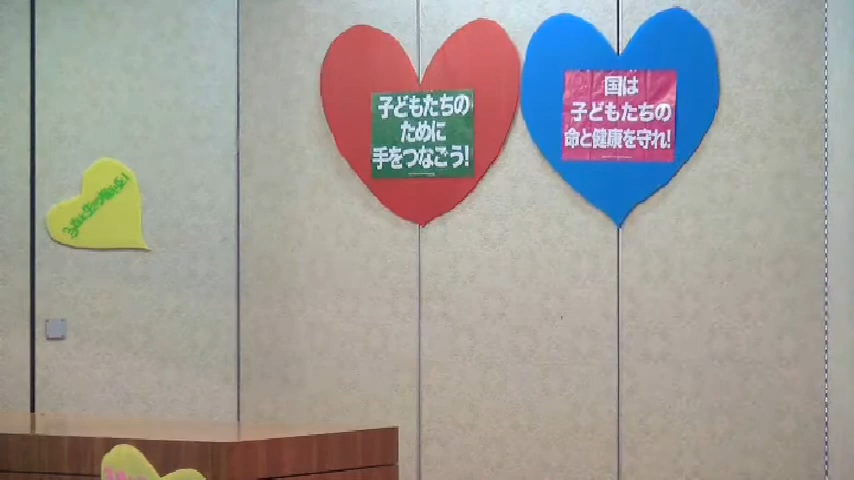 子どもたちの
ために
手をつなごう!
国は
子どもたちの
命と健康を守れ!